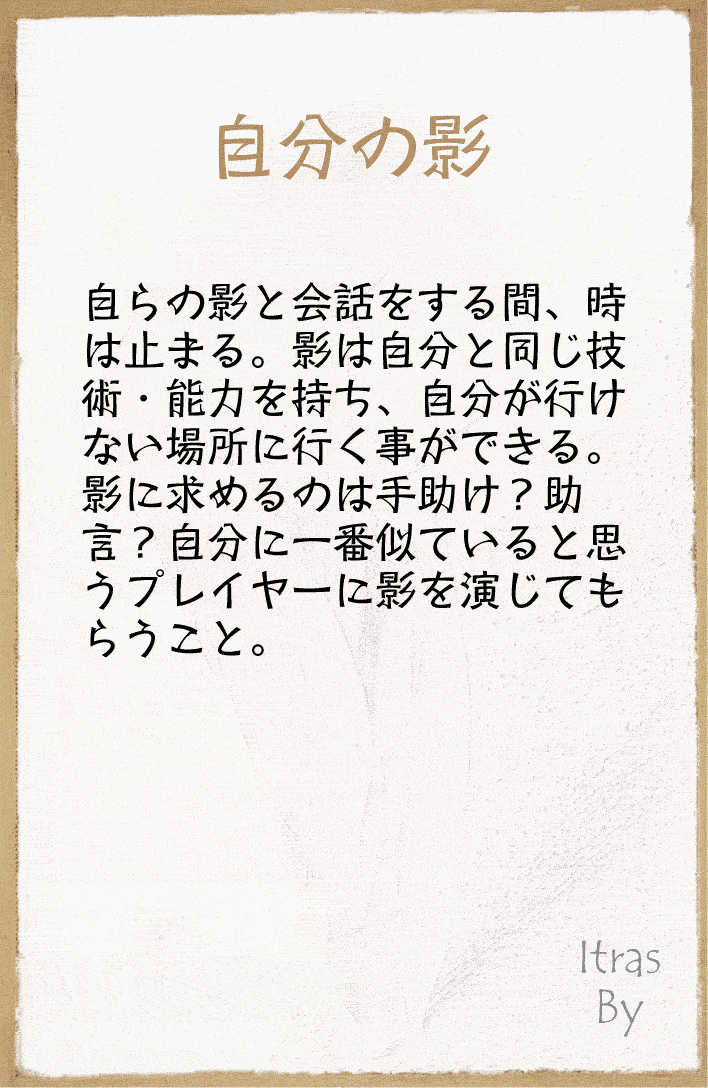 自分の影
自らの影と会話をする間、時
は止まる。影は自分と同じ技
術・能力を持ち、自分が行け
ない場所に行く事ができる。
影に求めるのは手助け？助
言？自分に一番似ていると思
うプレイヤーに影を演じても
らうこと。
Itras
By